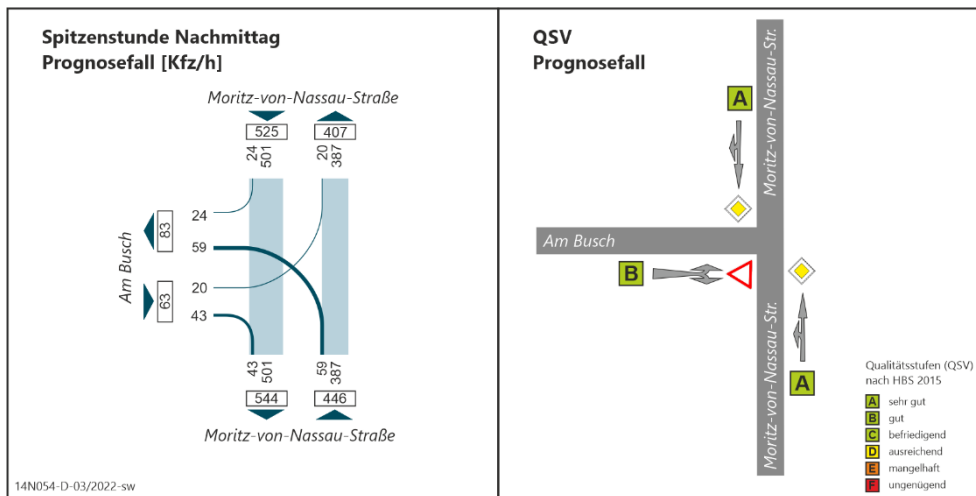 Spitzenstunde Nachmittag
Prognosefall [Kfz/h]
Moritz-von-Nassau-Straße
525
407
24
501
20
387
24
59
83
Am Busch
63
20
43
43
501
59
387
544
446
Moritz-von-Nassau-Straße
14N054-D-03/2022-sw
QSV
Prognosefall
Moritz-von-Nassau-Str.
A
Am Busch
B
Moritz-von-Nassau-Str.
A
Qualitätsstufen (QSV)
nach HBS 2015
A sehr gut
B gut
C befriedigend
D ausreichend
E mangelhaft
F ungenügend